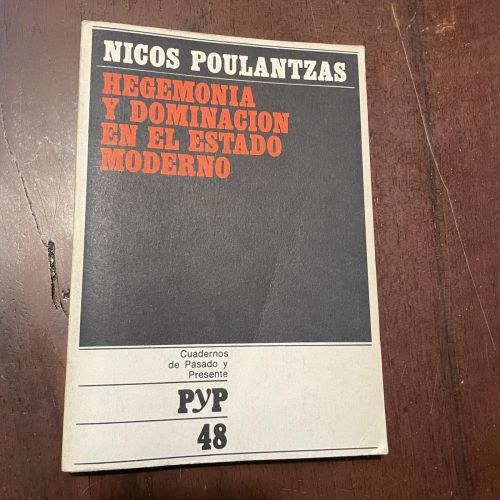 NICOS POULANTZAS
HEGEMONIA
Y DOMINACION
EN EL ESTADO
MODERNO
Cuadernos
de Pasado y
Presente
PyP
48